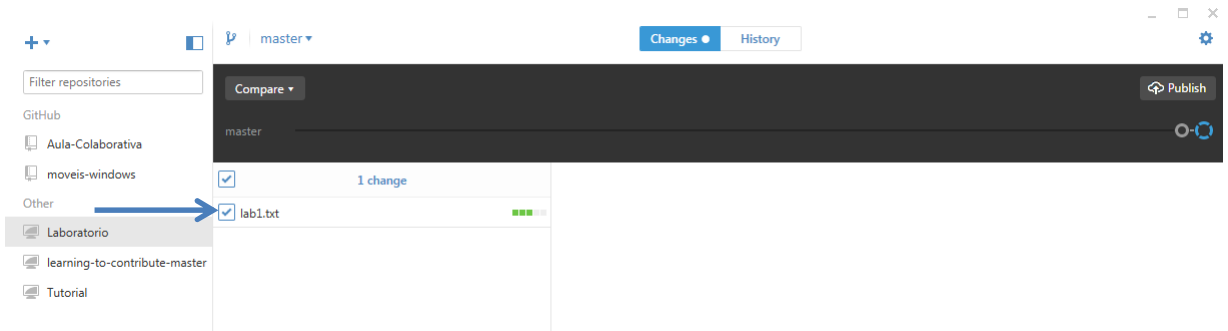 master
Changes
History
Filter repositories
Compare
Publish
GitHub
master
Aula-Colaborativa
moveis-windows
1 change
Other
lab1.txt
Laboratorio
learning-to-contribute-master
Tutorial